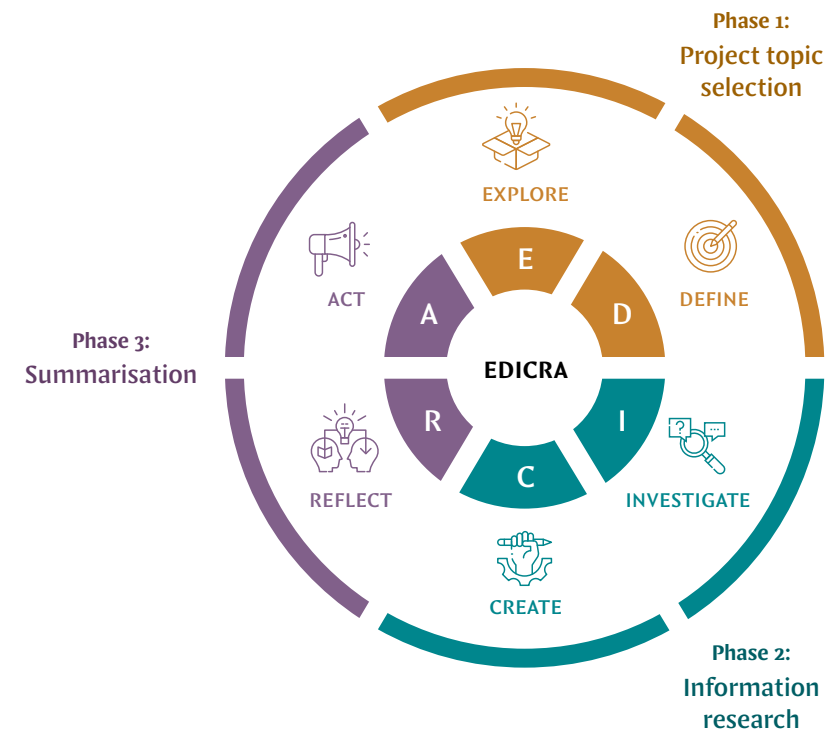 Phase 1:
Project topic
selection
EXPLORE
E
ACT
DEFINE
A
D
Phase 3:
Summarisation
EDICRA
R
I
C
REFLECT
?
INVESTIGATE
CREATE
Phase 2:
Information
research